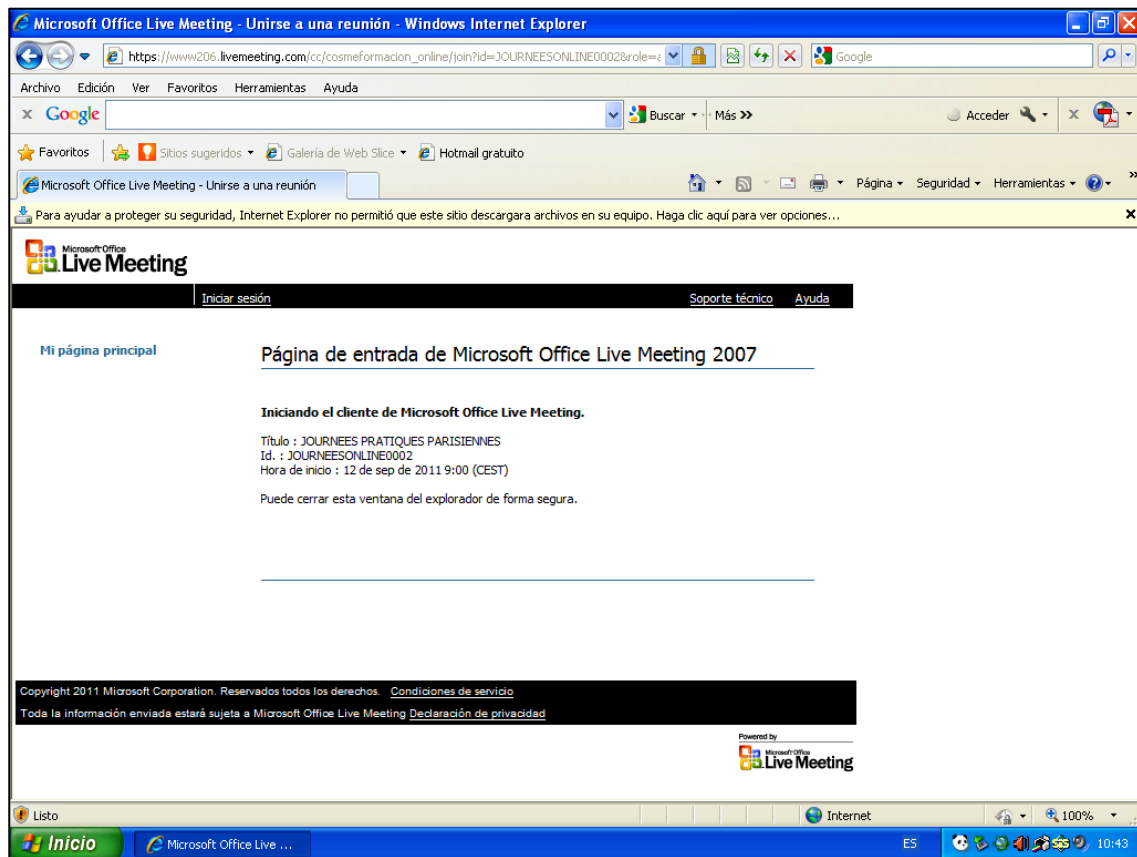 Microsoft Office Live Meeting - Unirse a una reunión - Windows Internet Explorer
https://www206.livemeeting.com/cc/cosmeformacion_online/join?id=JOURNEESONLINE0002&role=
Google
Archivo Edición Ver Favoritos Herramientas Ayuda
x Google Buscar Más >> Acceder x
Favoritos Sitios sugeridos Galería de Web Slice Hotmail gratuito
Microsoft Office Live Meeting - Unirse a una reunión Página Seguridad Herramientas >>
Para ayudar a proteger su seguridad, Internet Explorer no permitió que este sitio descargara archivos en su equipo. Haga clic aquí para ver opciones... x
Microsoft Office
Live Meeting
Iniciar sesión Soporte técnico Ayuda
Mi página principal
Página de entrada de Microsoft Office Live Meeting 2007
Iniciando el cliente de Microsoft Office Live Meeting.
Título : JOURNEES PRATIQUES PARISIENNES
Id. : JOURNEESONLINE0002
Hora de inicio : 12 de sep de 2011 9:00 (CEST)
Puede cerrar esta ventana del explorador de forma segura.
Copyright 2011 Microsoft Corporation. Reservados todos los derechos. Condiciones de servicio
Toda la información enviada estará sujeta a Microsoft Office Live Meeting Declaración de privacidad
Powered by
Microsoft Office
Live Meeting
Listo Internet 100%
Inicio Microsoft Office Live ... ES 10:43